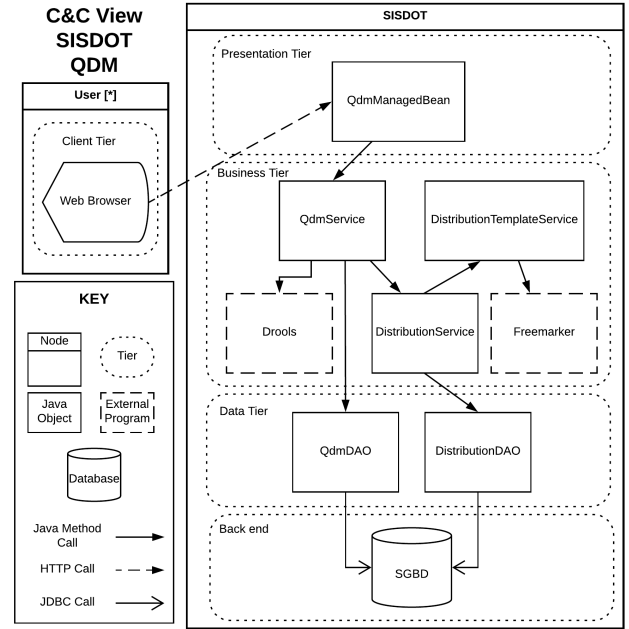 C&C View
SISDOT
QDM
User [*]
Client Tier
Web Browser
KEY
Node
Tier
Java
Object
External
Program
Database
Java Method
Call
HTTP Call
JDBC Call
SISDOT
Presentation Tier
QdmManagedBean
Business Tier
QdmService
DistributionTemplateService
Drools
DistributionService
Freemarker
Data Tier
QdmDAO
DistributionDAO
Back end
SGBD